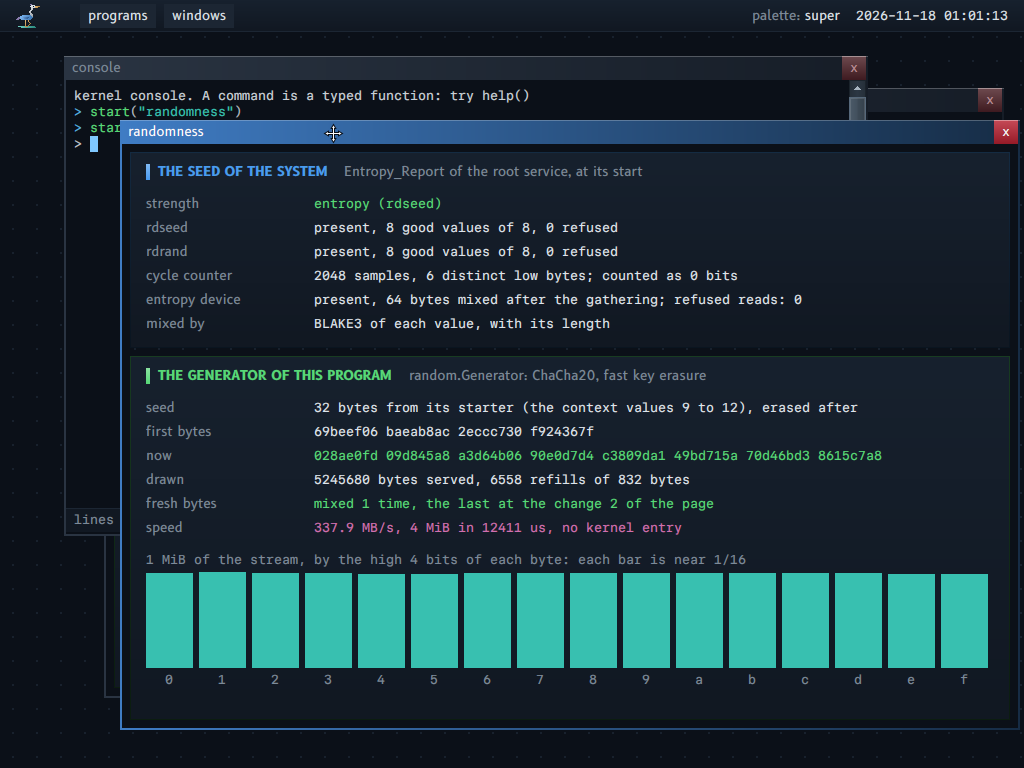 programs windows palette: super 2026-11-18 01:01:13
console x
kernel console. A command is a typed function: try help()
x
> start("randomness")
> star
>
randomness x
THE SEED OF THE SYSTEM Entropy_Report of the root service, at its start
strength entropy (rdseed)
rdseed present, 8 good values of 8, 0 refused
rdrand present, 8 good values of 8, 0 refused
cycle counter 2048 samples, 6 distinct low bytes; counted as 0 bits
entropy device present, 64 bytes mixed after the gathering; refused reads: 0
mixed by BLAKE3 of each value, with its length
THE GENERATOR OF THIS PROGRAM random.Generator: ChaCha20, fast key erasure
seed 32 bytes from its starter (the context values 9 to 12), erased after
first bytes 69beef06 baeab8ac 2eccc730 f924367f
now 028ae0fd 09d845a8 a3d64b06 90e0d7d4 c3809da1 49bd715a 70d46bd3 8615c7a8
drawn 5245680 bytes served, 6558 refills of 832 bytes
fresh bytes mixed 1 time, the last at the change 2 of the page
speed 337.9 MB/s, 4 MiB in 12411 us, no kernel entry
lines
1 MiB of the stream, by the high 4 bits of each byte: each bar is near 1/16
0 1 2 3 4 5 6 7 8 9 a b c d e f